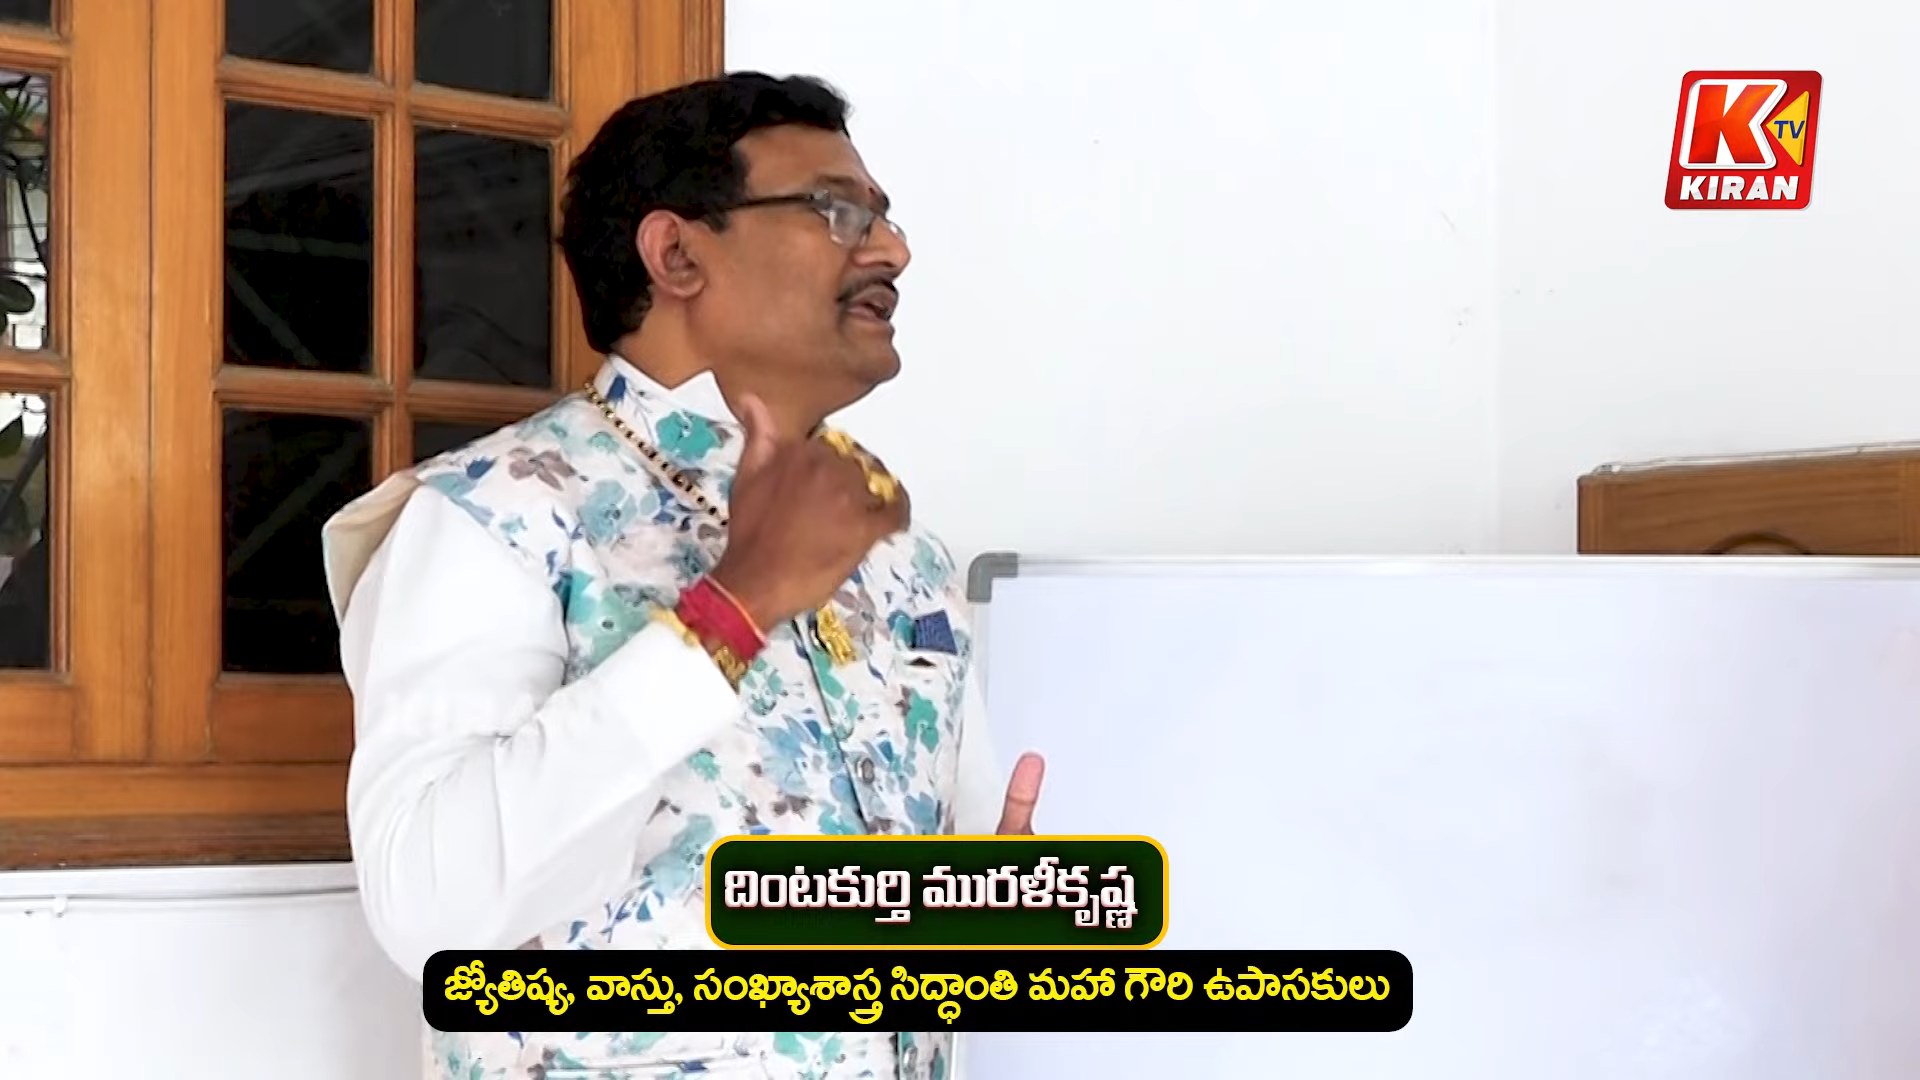 K TV
KIRAN
దింటకుర్తి మురళీకృష్ణ
జ్యోతిష్య, వాస్తు, సంఖ్యాశాస్త్ర సిద్ధాంతి మహా గౌరి ఉపాసకులు